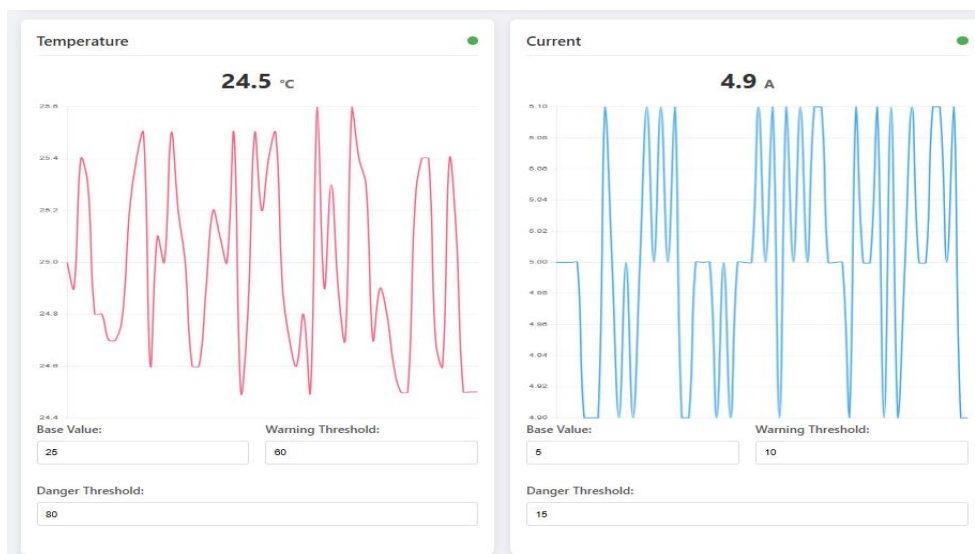 Temperature
24.5 °C
25.6
25.4
25.2
25.0
24.8
24.6
24.4
Base Value:
Warning Threshold:
25
60
Danger Threshold:
80
Current
4.9 A
5.10
5.08
5.06
5.04
5.02
5.00
4.98
4.96
4.94
4.92
4.90
Base Value:
Warning Threshold:
5
10
Danger Threshold:
15